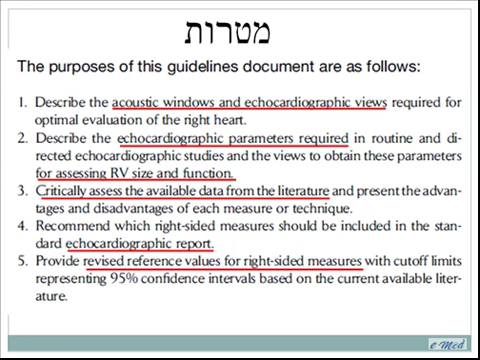 מטרות
The purposes of this guidelines document are as follows:
1. Describe the acoustic windows and echocardiographic views required for
optimal evaluation of the right heart.
2. Describe the echocardiographic parameters required in routine and di-
rected echocardiographic studies and the views to obtain these parameters
for assessing RV size and function.
3. Critically assess the available data from the literature and present the advan-
tages and disadvantages of each measure or technique.
4. Recommend which right-sided measures should be included in the stan-
dard echocardiographic report.
5. Provide revised reference values for right-sided measures with cutoff limits
representing 95% confidence intervals based on the current available liter-
ature.
e-Med